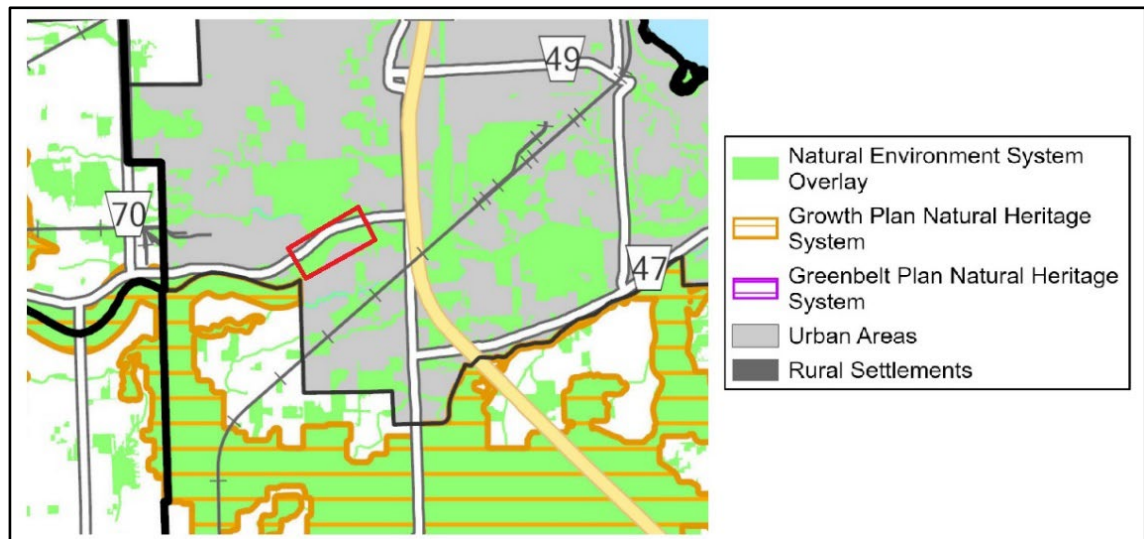 49
70
47
Natural Environment System
Overlay
Growth Plan Natural Heritage
System
Greenbelt Plan Natural Heritage
System
Urban Areas
Rural Settlements